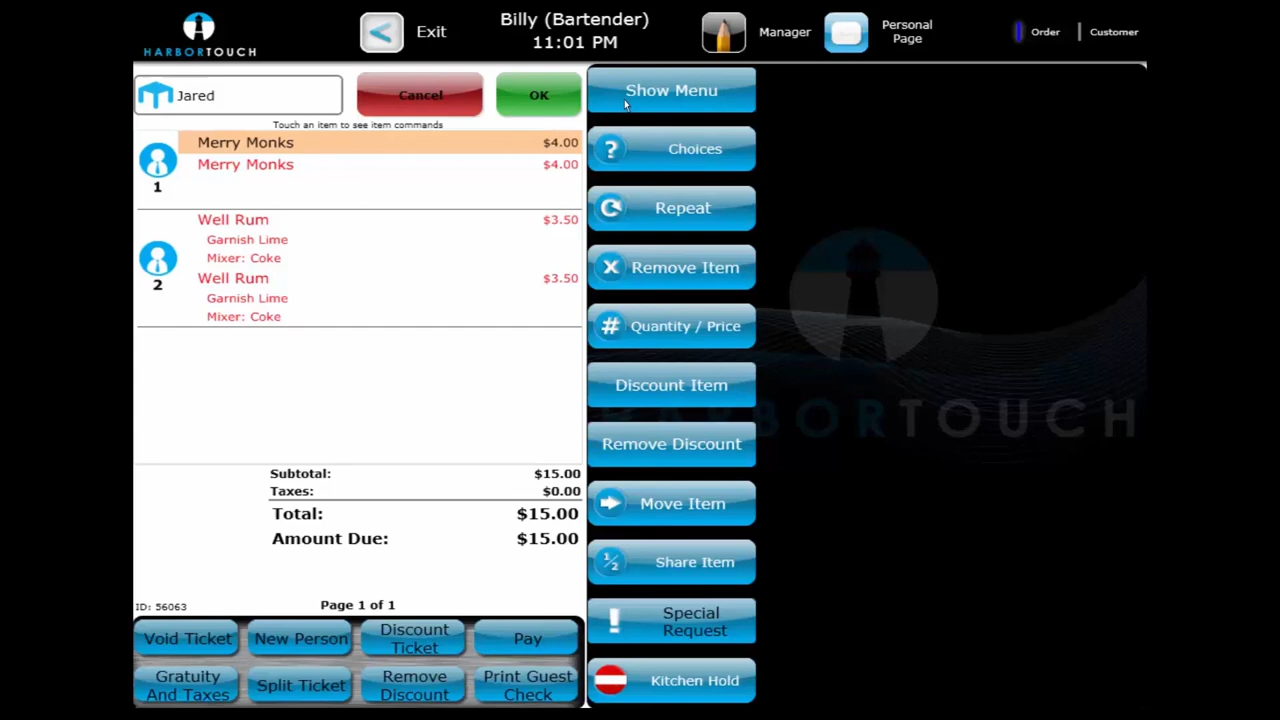 HARBORTOUCH
Exit
Billy (Bartender)
11:01 PM
Manager
Personal
Page
Order
Customer
Jared
Cancel
OK
Touch an item to see item commands
Merry Monks $4.00
Merry Monks $4.00
1
Well Rum $3.50
Garnish Lime
Mixer: Coke
2
Well Rum $3.50
Garnish Lime
Mixer: Coke
Subtotal: $15.00
Taxes: $0.00
Total: $15.00
Amount Due: $15.00
ID: 56063
Page 1 of 1
Void Ticket
New Person
Discount
Ticket
Pay
Gratuity
And Taxes
Split Ticket
Remove
Discount
Print Guest
Check
Show Menu
? Choices
Repeat
X Remove Item
# Quantity / Price
Discount Item
Remove Discount
Move Item
1/2 Share Item
! Special
Request
Kitchen Hold
HARBORTOUCH